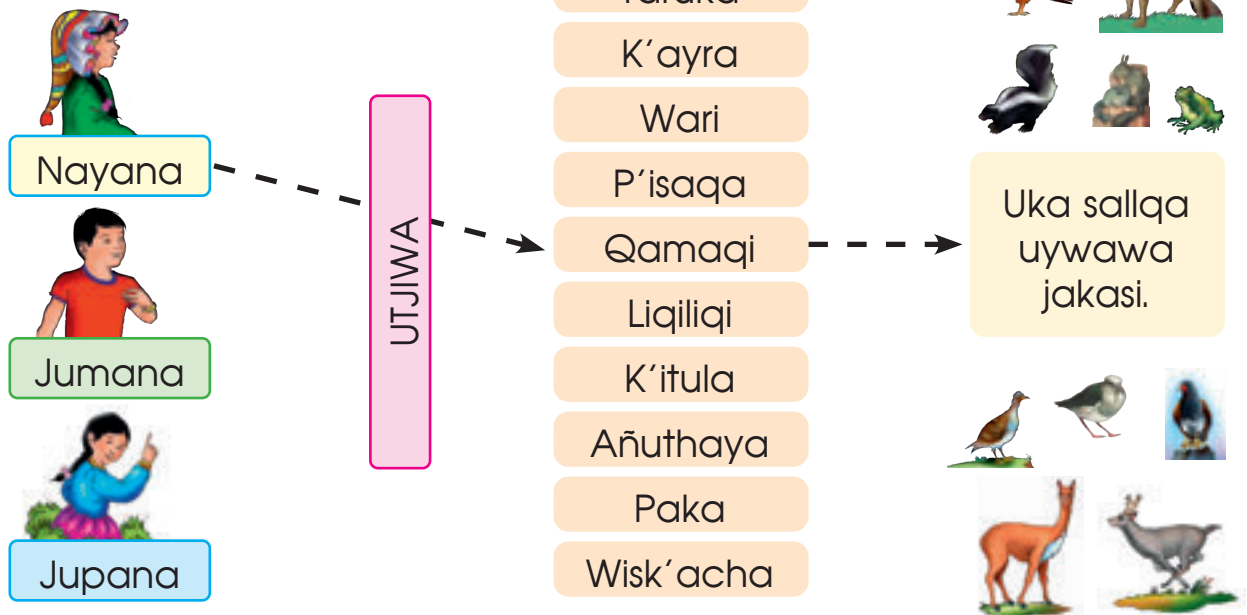 K´ayra
Wari
P´isaqa
Qamaqi
Liqiliqi
K´itula
Añuthaya
Paka
Wisk´acha
Nayana
Jumana
Jupana
UTJIWA
Uka sallqa
uywawa
jakasi.